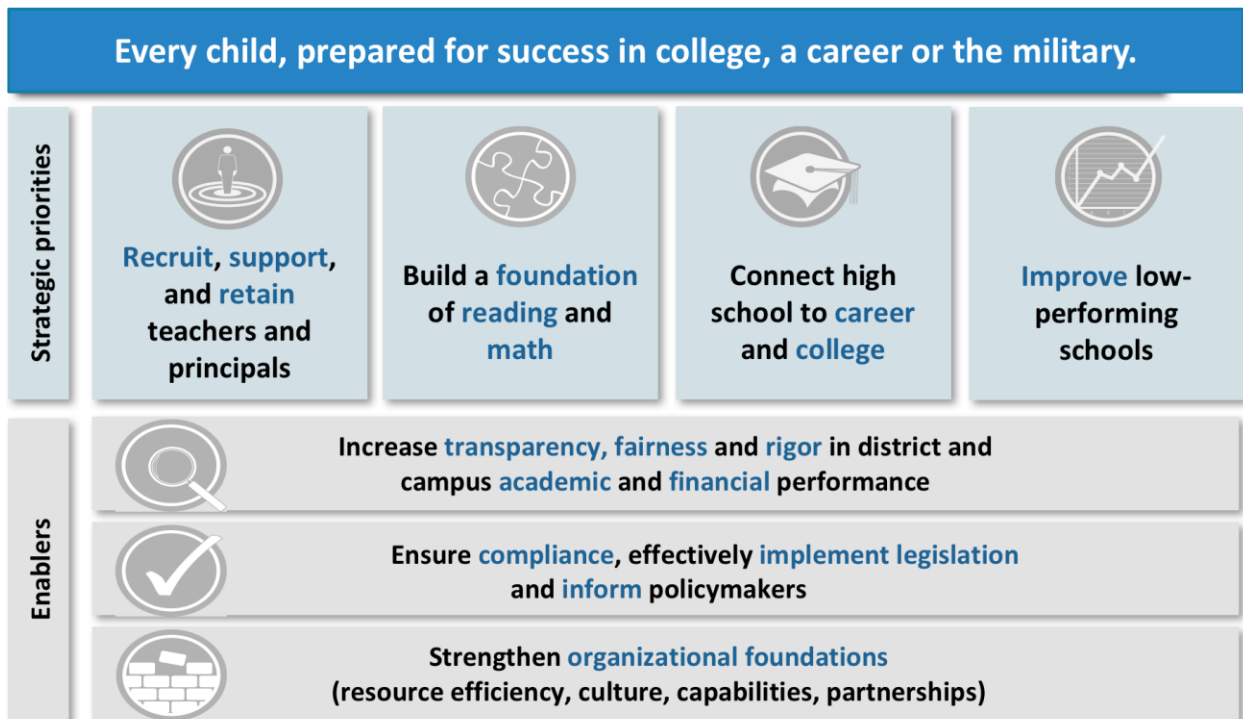 Every child, prepared for success in college, a career or the military.
Strategic priorities
Recruit, support,
and retain
teachers and
principals
Build a foundation
of reading and
math
Connect high
school to career
and college
Improve low-
performing
schools
Enablers
Increase transparency, fairness and rigor in district and
campus academic and financial performance
Ensure compliance, effectively implement legislation
and inform policymakers
Strengthen organizational foundations
(resource efficiency, culture, capabilities, partnerships)